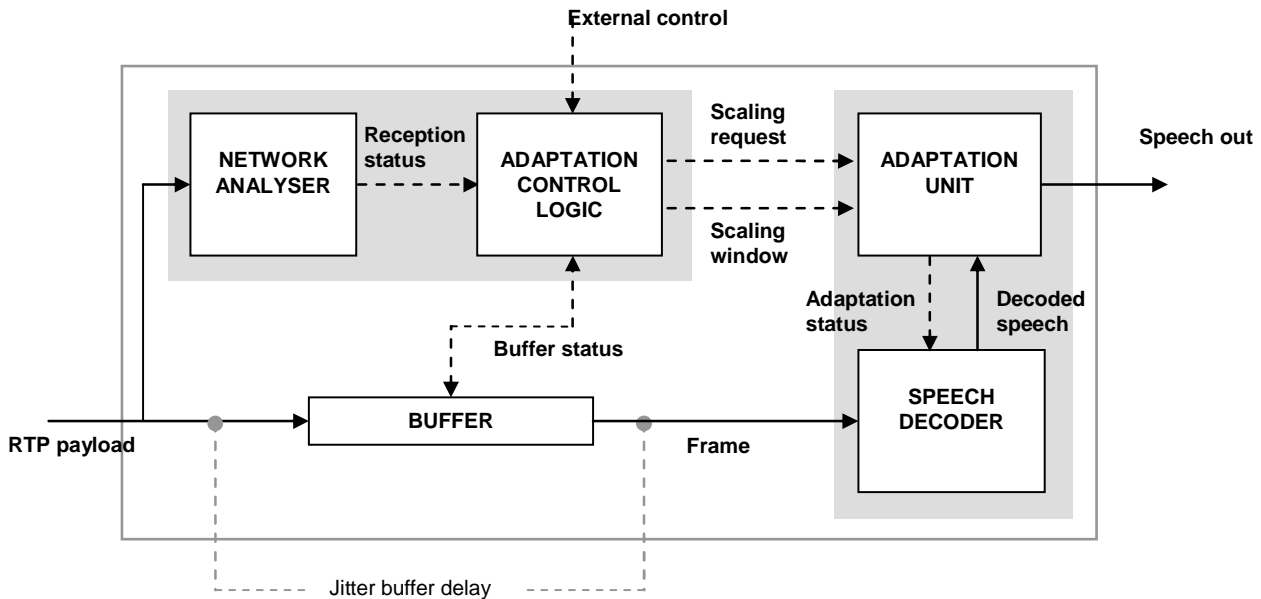 External control
Scaling
request
Speech out
Reception
status
NETWORK
ANALYSER
ADAPTATION
CONTROL
LOGIC
ADAPTATION
UNIT
Scaling
window
Adaptation
status
Decoded
speech
Buffer status
BUFFER
SPEECH
DECODER
RTP payload
Frame
Jitter buffer delay